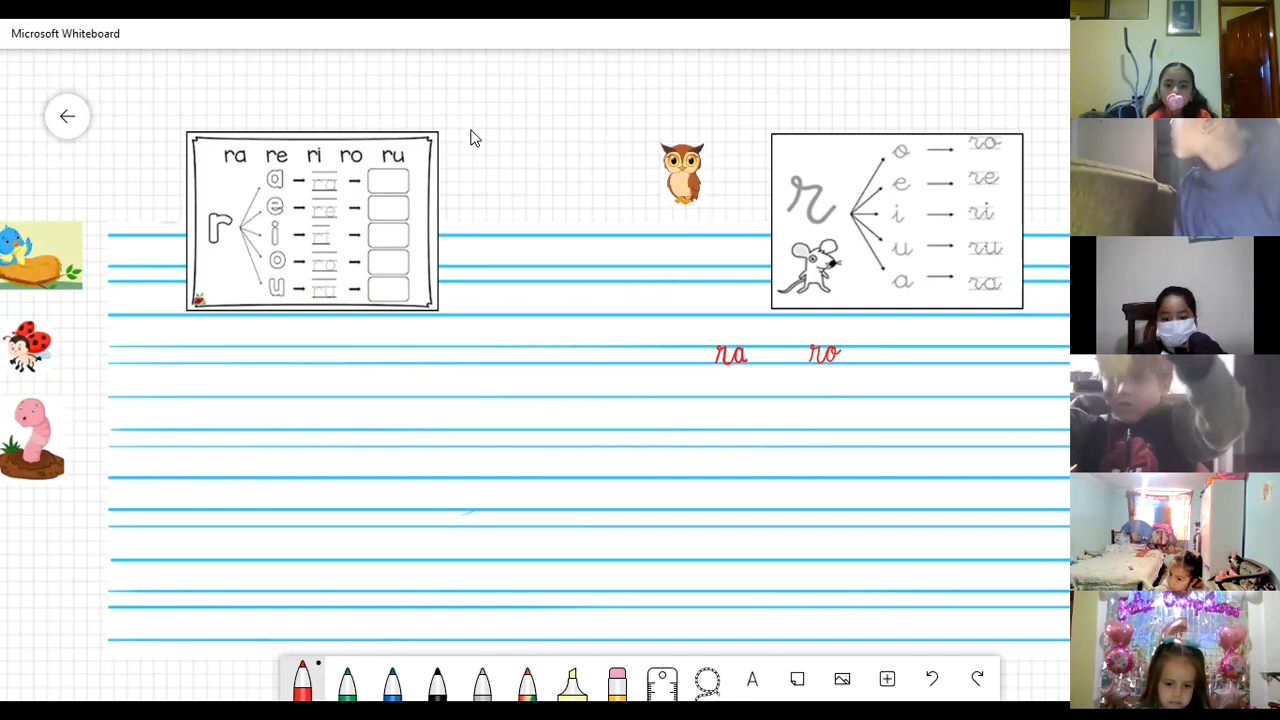 Microsoft Whiteboard
ra re ri ro ru
a ra
e re
r i ri
o ro
u ru
o ro
e re
r i ri
u ru
a ra
ra ro
Feliz Cumpleaños
A